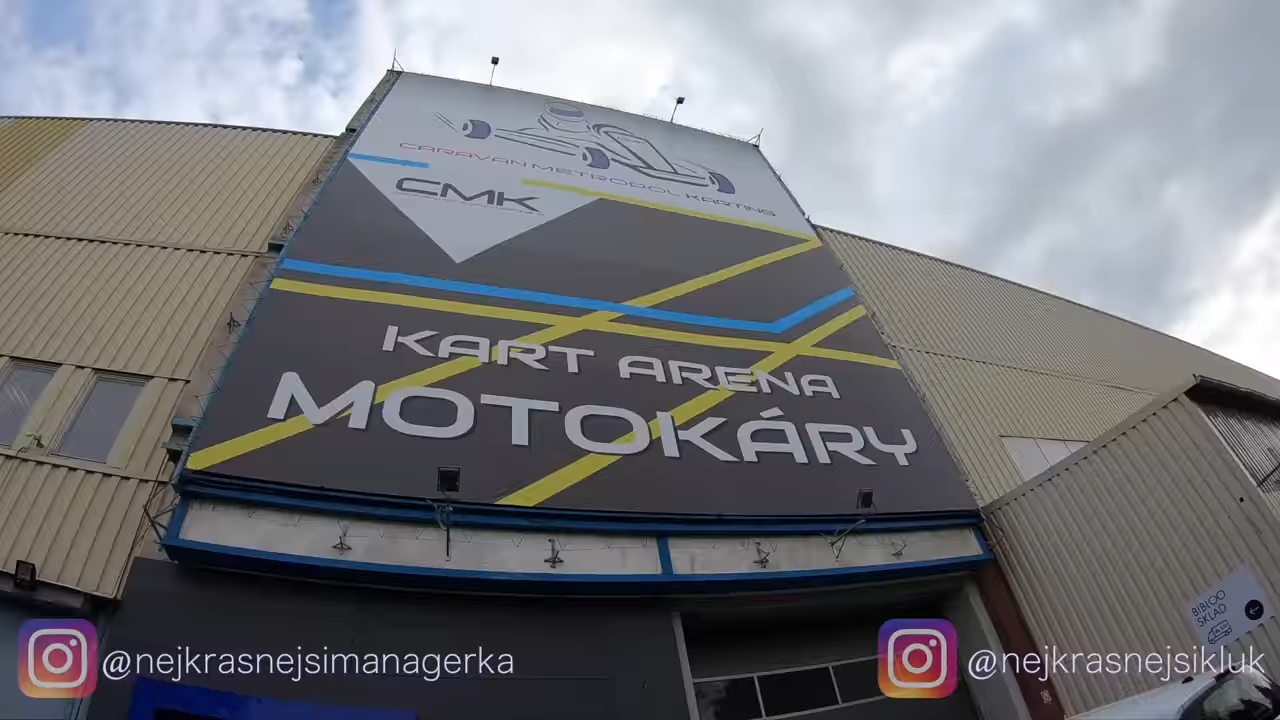 CARAVAN METROPOL KARTING
CMK
KART ARENA
MOTOKÁRY
BIBLOO
SKLAD
@nejkrasnejsimanagerka
@nejkrasnejsikluk